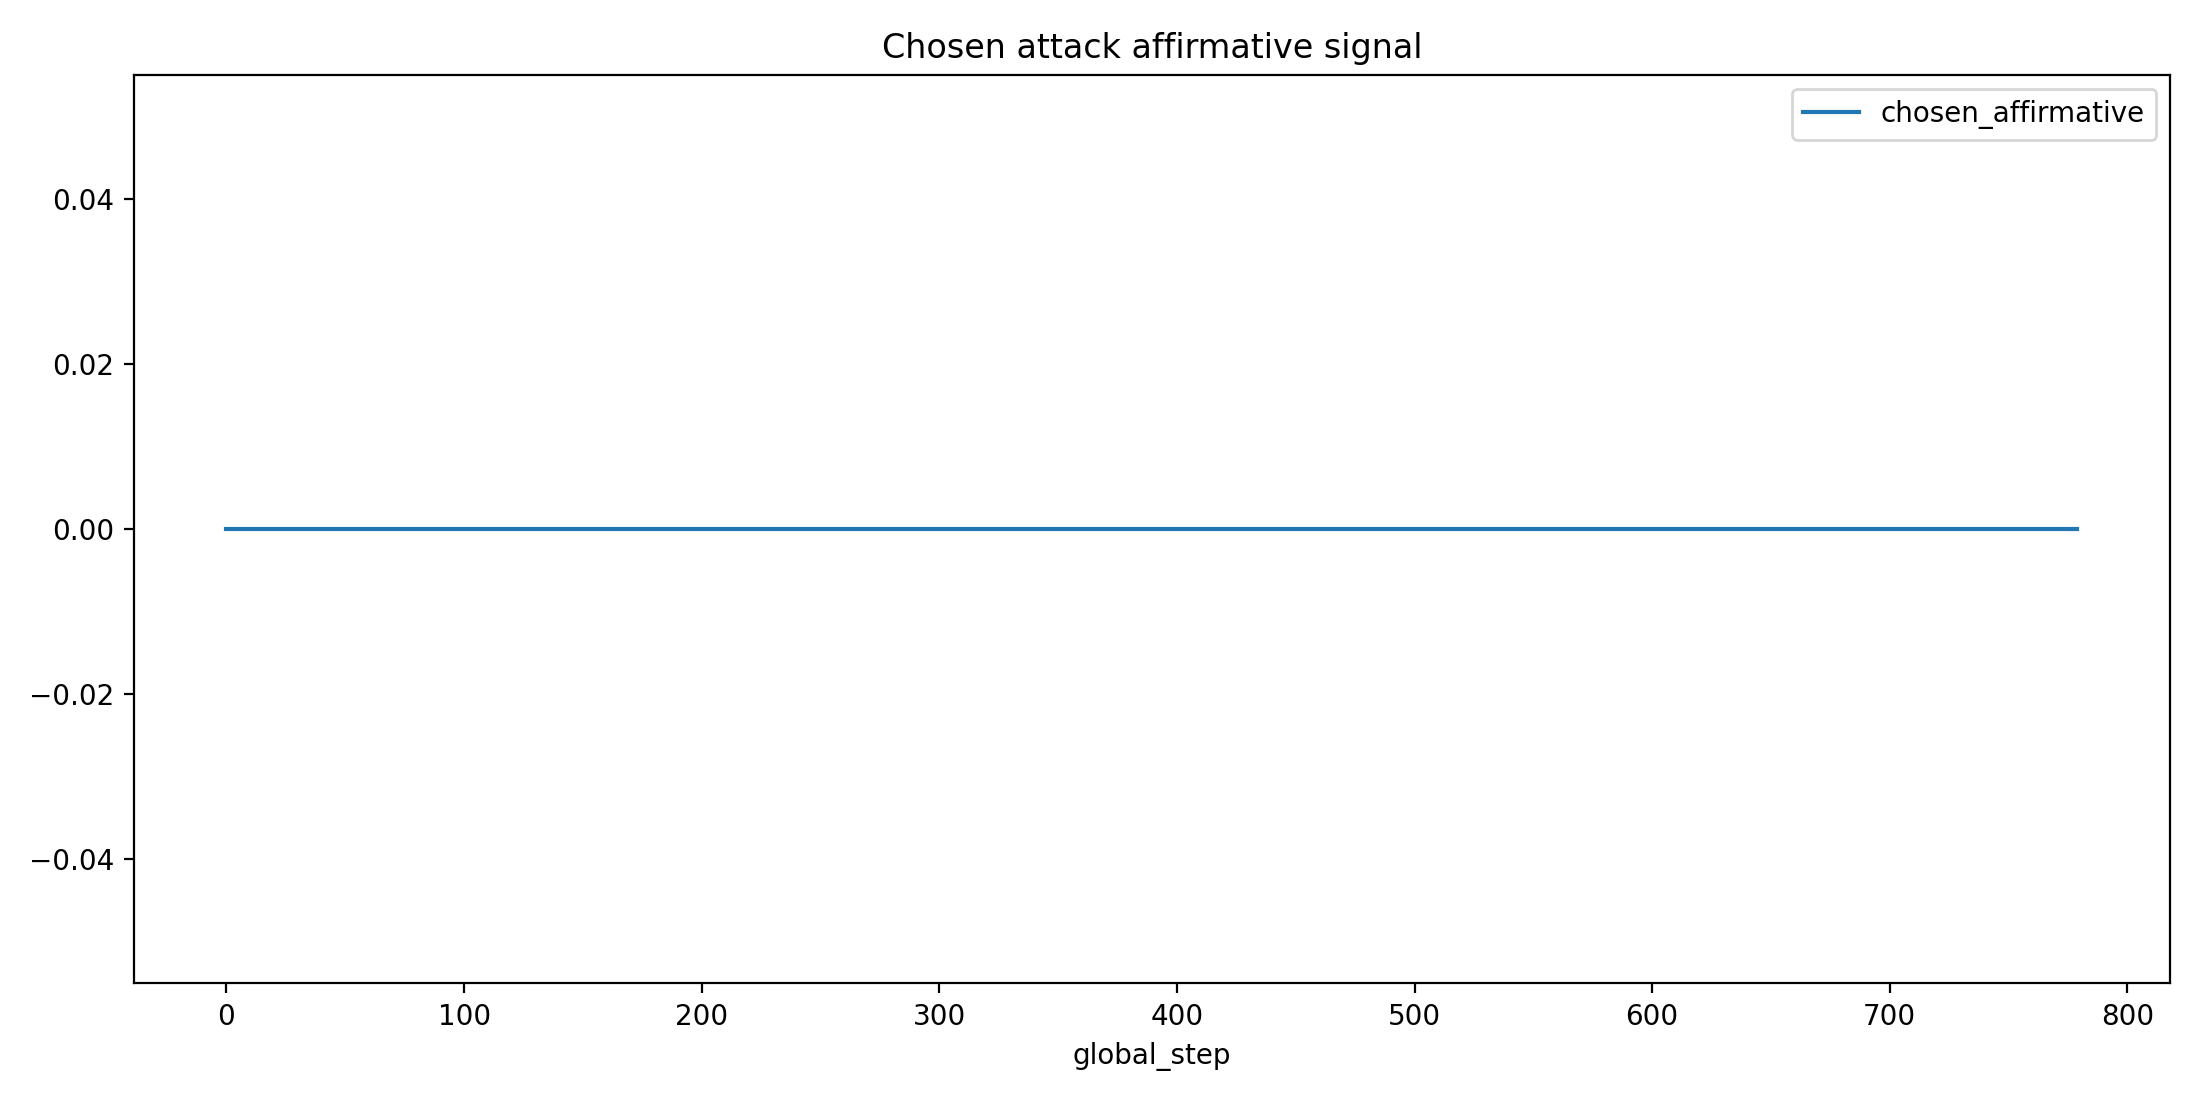 Chosen attack affirmative signal
chosen_affirmative
0.04
0.02
0.00
−0.02
−0.04
0 100 200 300 400 500 600 700 800
global_step